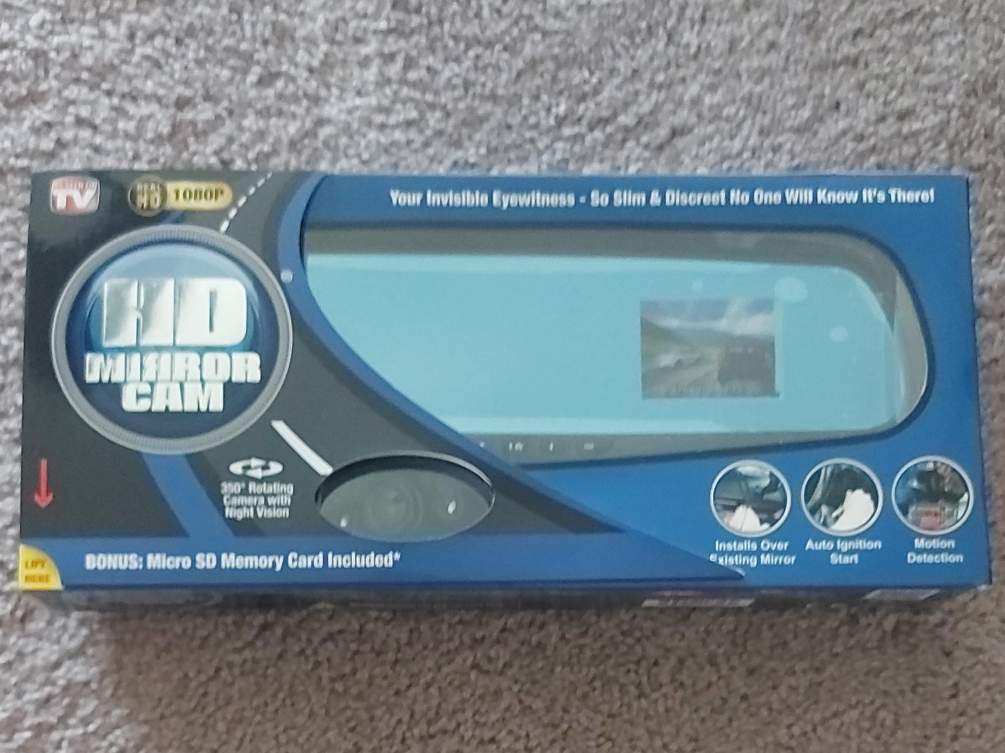 TV
REAL HD 1080P
Your Invisible Eyewitness - So Slim & Discreet No One Will Know It's There!
HD
MIRROR
CAM
350° Rotating
Camera with
Night Vision
Installs Over
Existing Mirror
Auto Ignition
Start
Motion
Detection
BONUS: Micro SD Memory Card Included*
LIFT
HERE